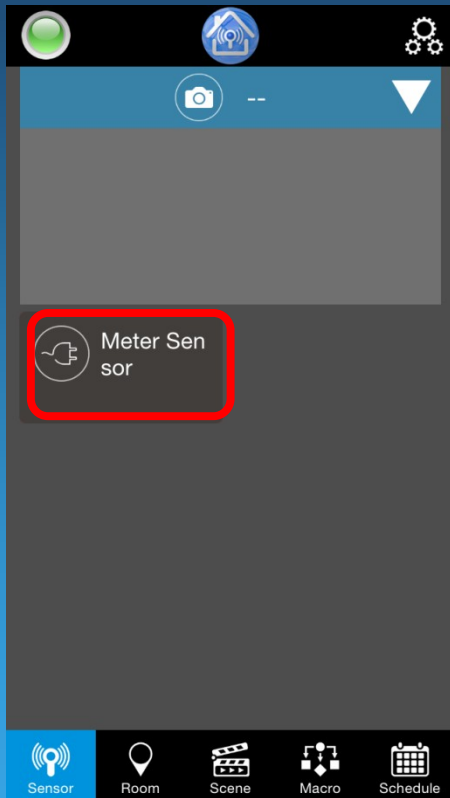 --
Meter Sen
sor
Sensor
Room
Scene
Macro
Schedule